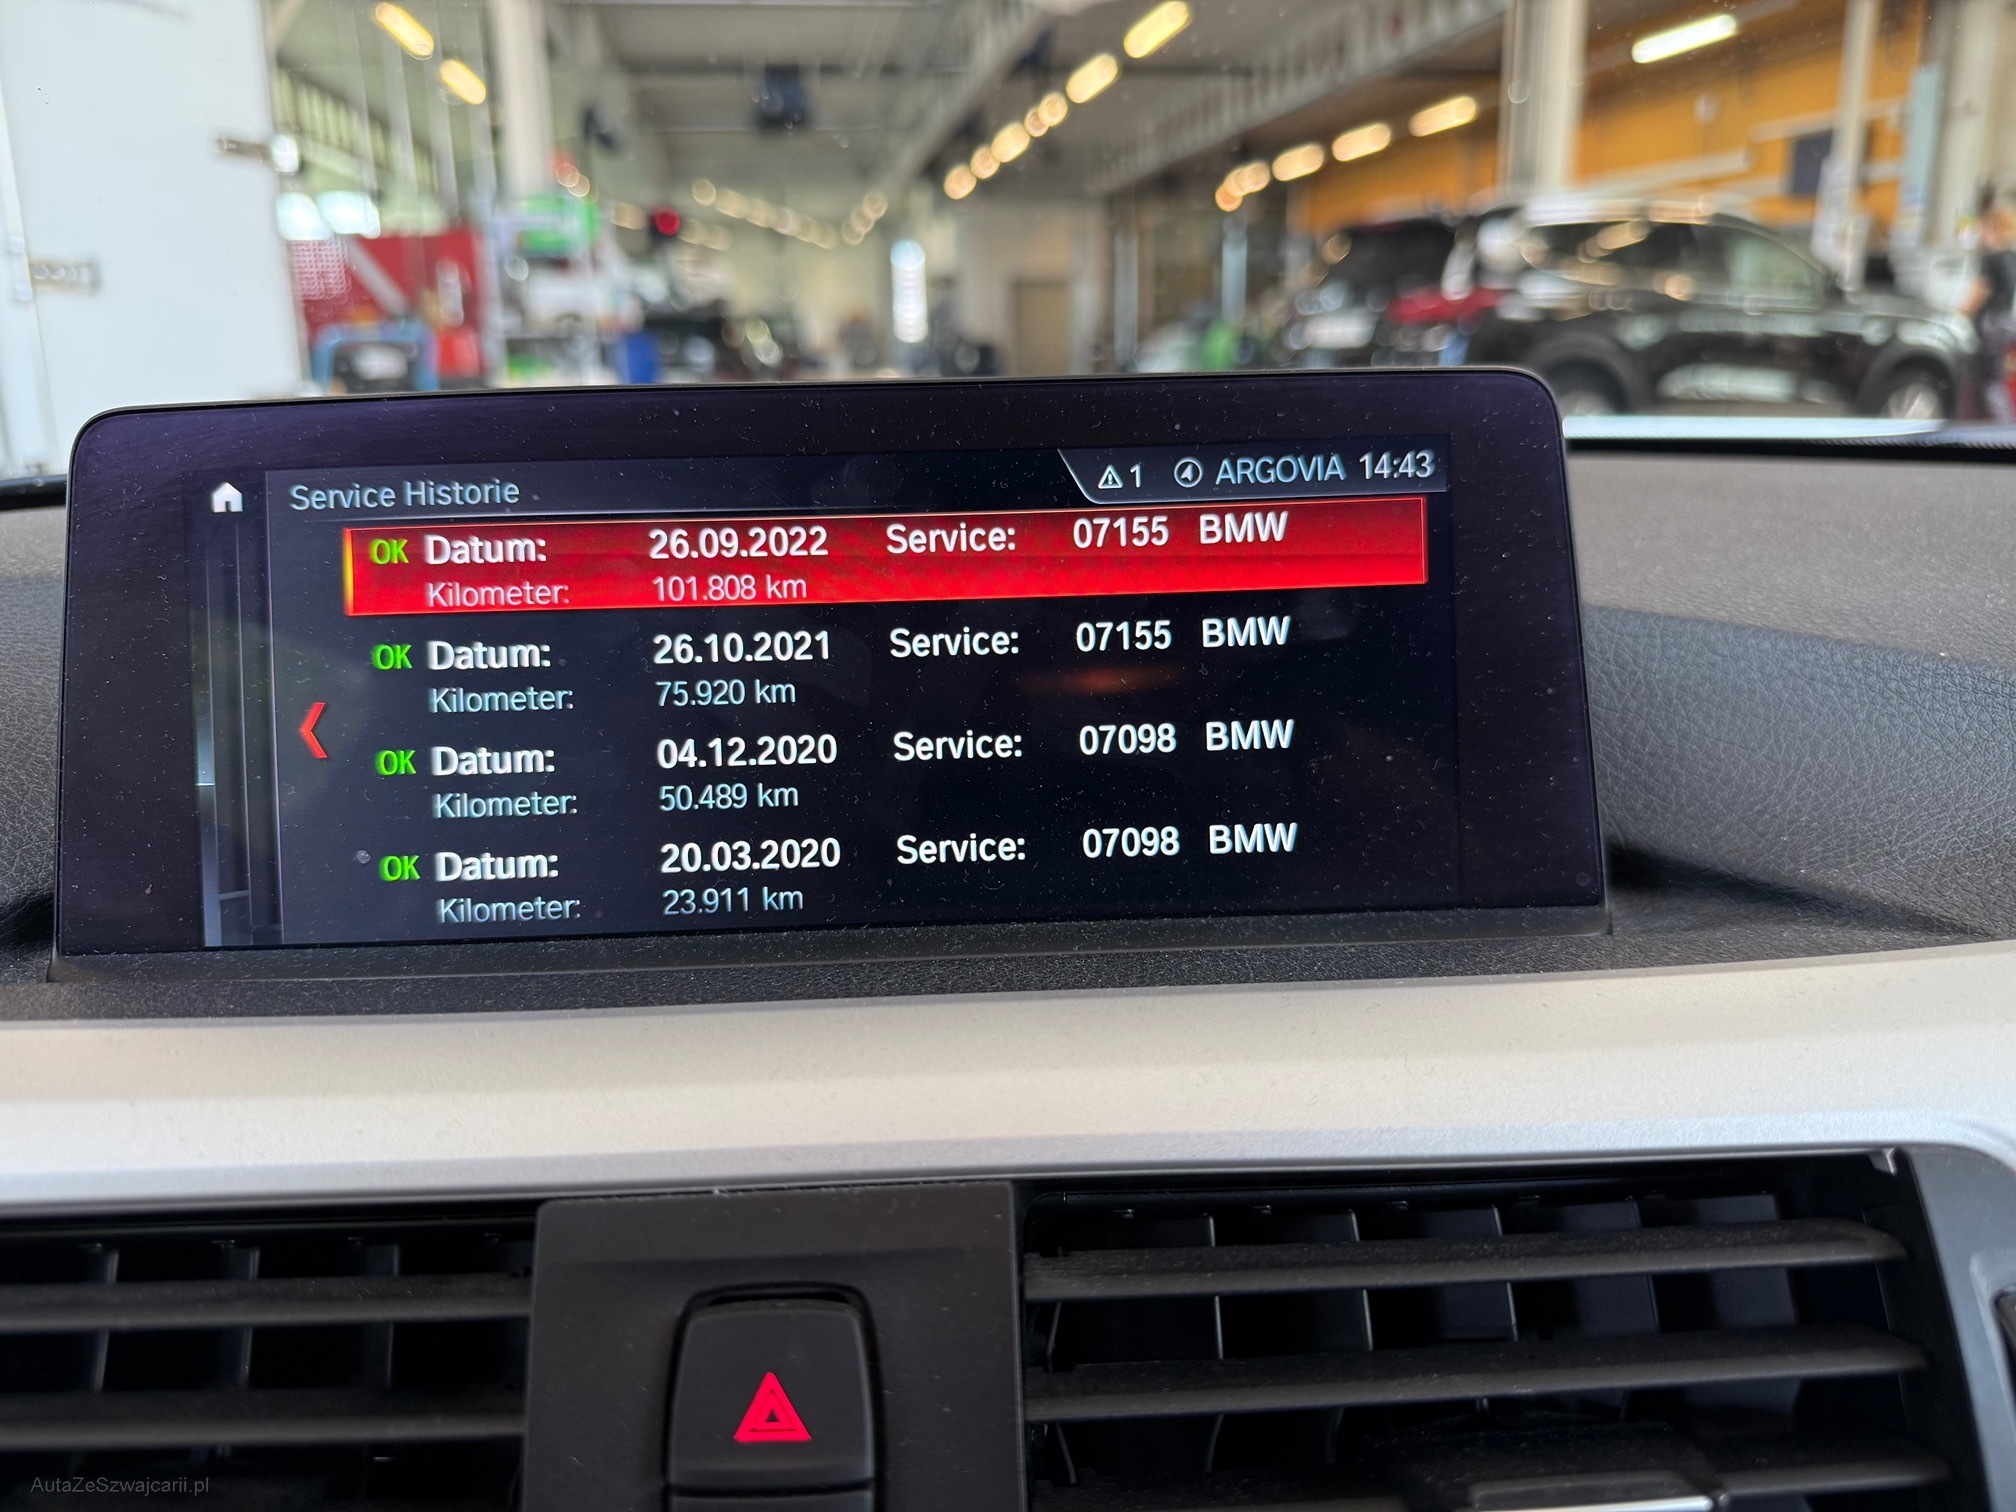 Service Historie
1 ARGOVIA 14:43
OK Datum: 26.09.2022 Service: 07155 BMW
Kilometer: 101.808 km
OK Datum: 26.10.2021 Service: 07155 BMW
Kilometer: 75.920 km
OK Datum: 04.12.2020 Service: 07098 BMW
Kilometer: 50.489 km
OK Datum: 20.03.2020 Service: 07098 BMW
Kilometer: 23.911 km
AutaZeSzwajcarii.pl